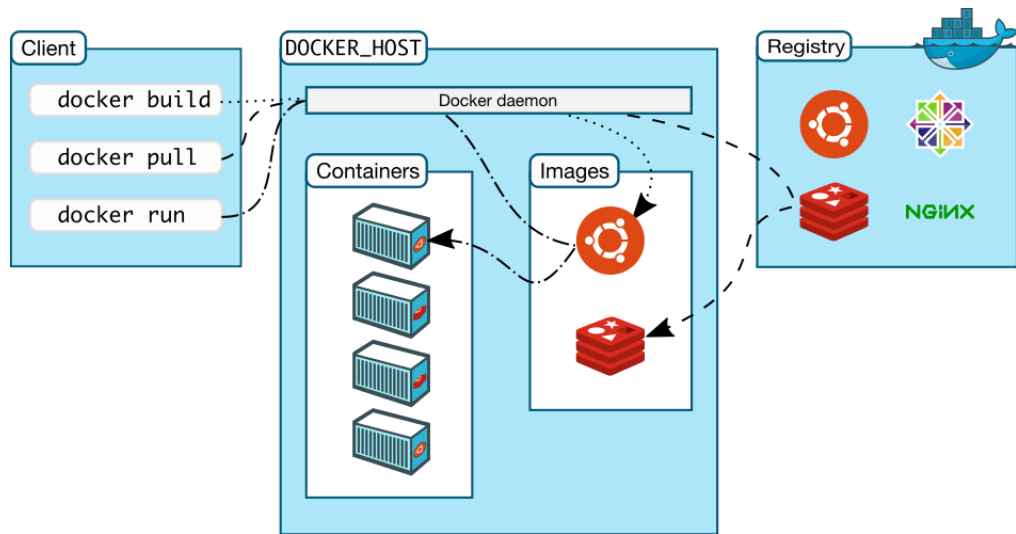 Client
docker build
docker pull
docker run
DOCKER_HOST
Docker daemon
Containers
Images
Registry
NGINX